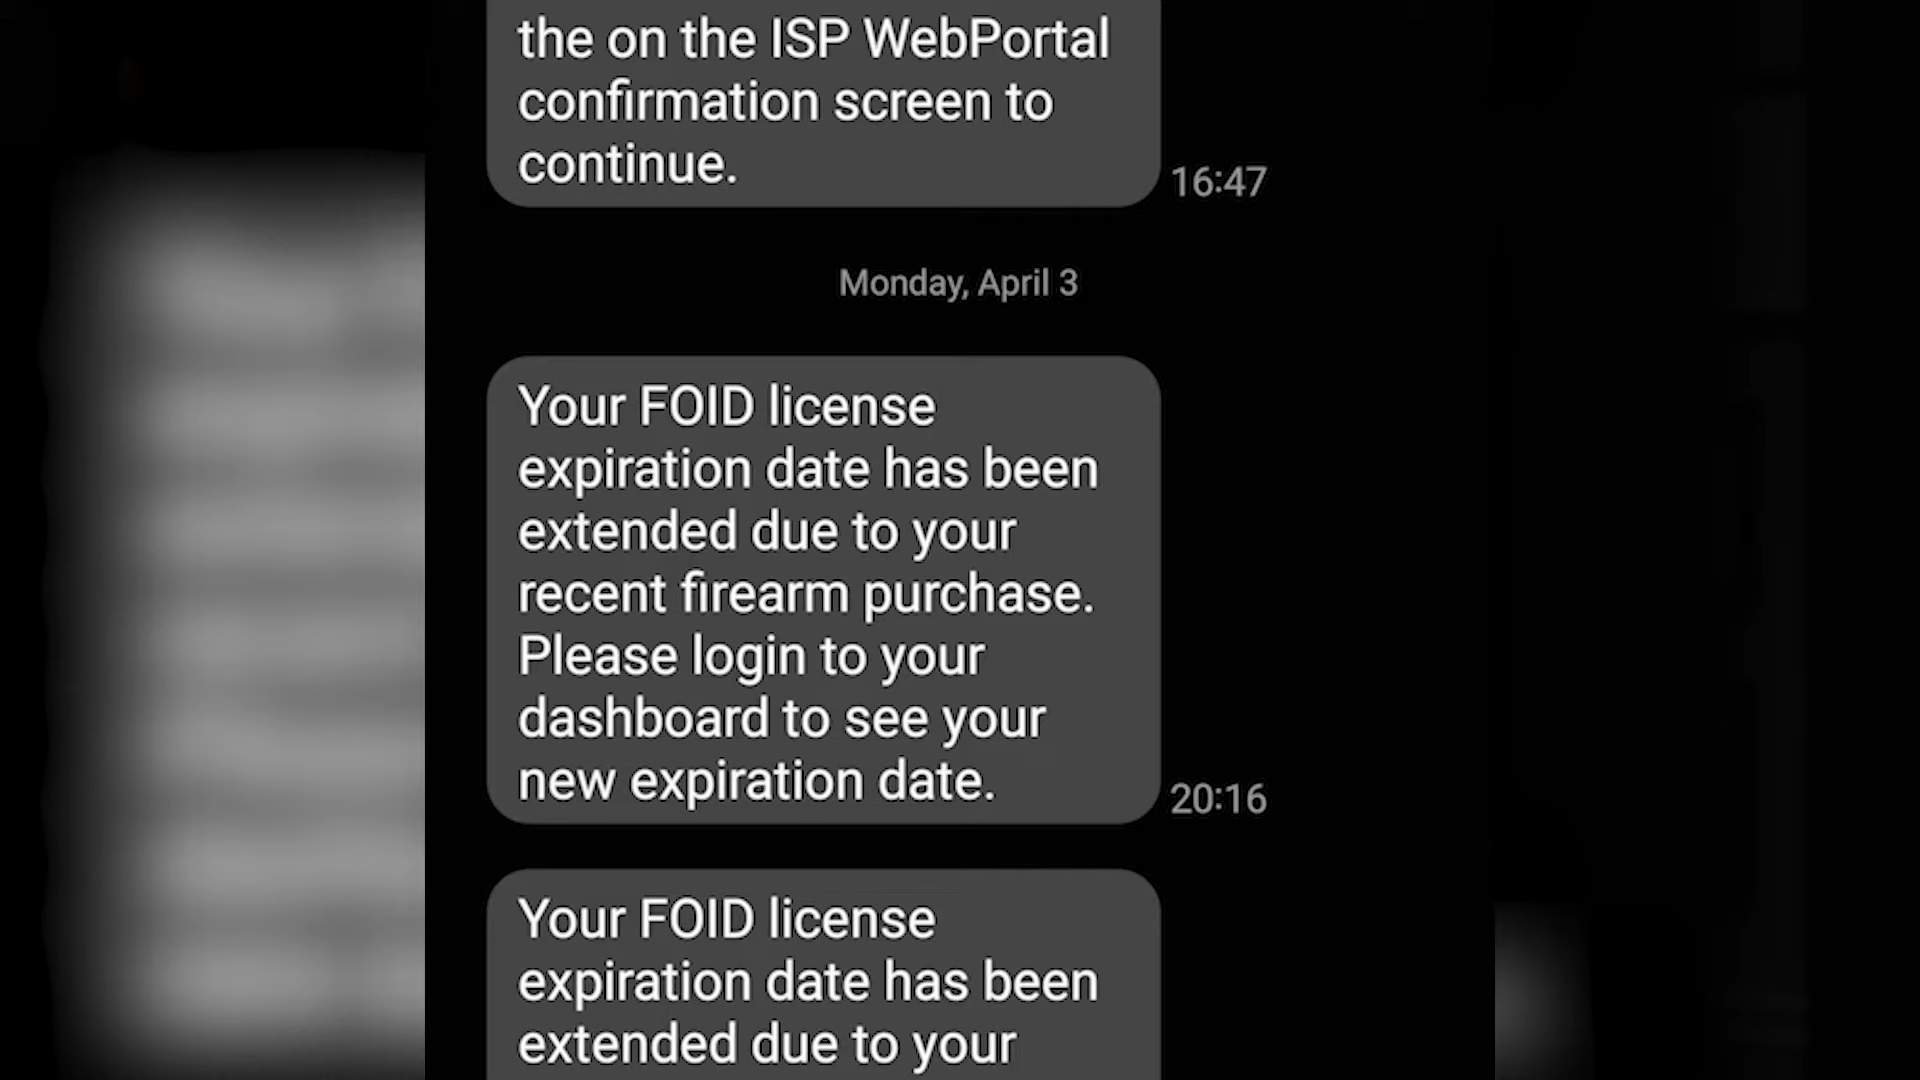 the on the ISP WebPortal
confirmation screen to
continue.
16:47
Monday, April 3
Your FOID license
expiration date has been
extended due to your
recent firearm purchase.
Please login to your
dashboard to see your
new expiration date.
20:16
Your FOID license
expiration date has been
extended due to your